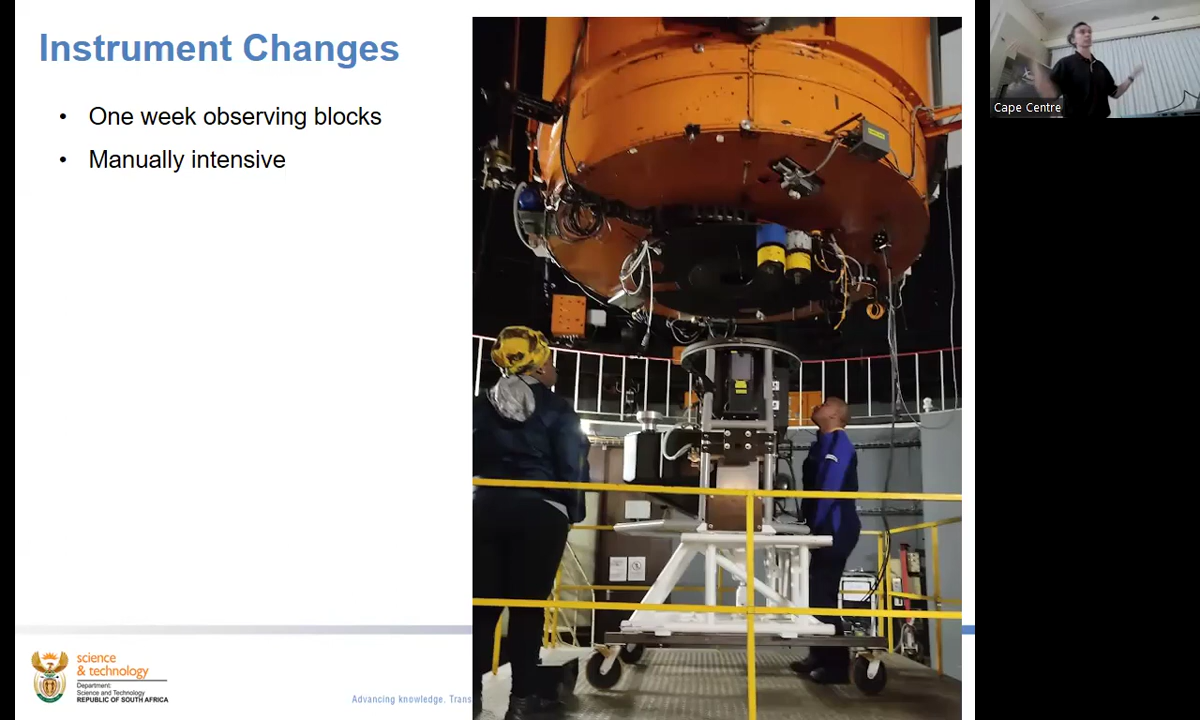 Instrument Changes
• One week observing blocks
• Manually intensive
Cape Centre
science
& technology
Department:
Science and Technology
REPUBLIC OF SOUTH AFRICA
Advancing knowledge. Trans